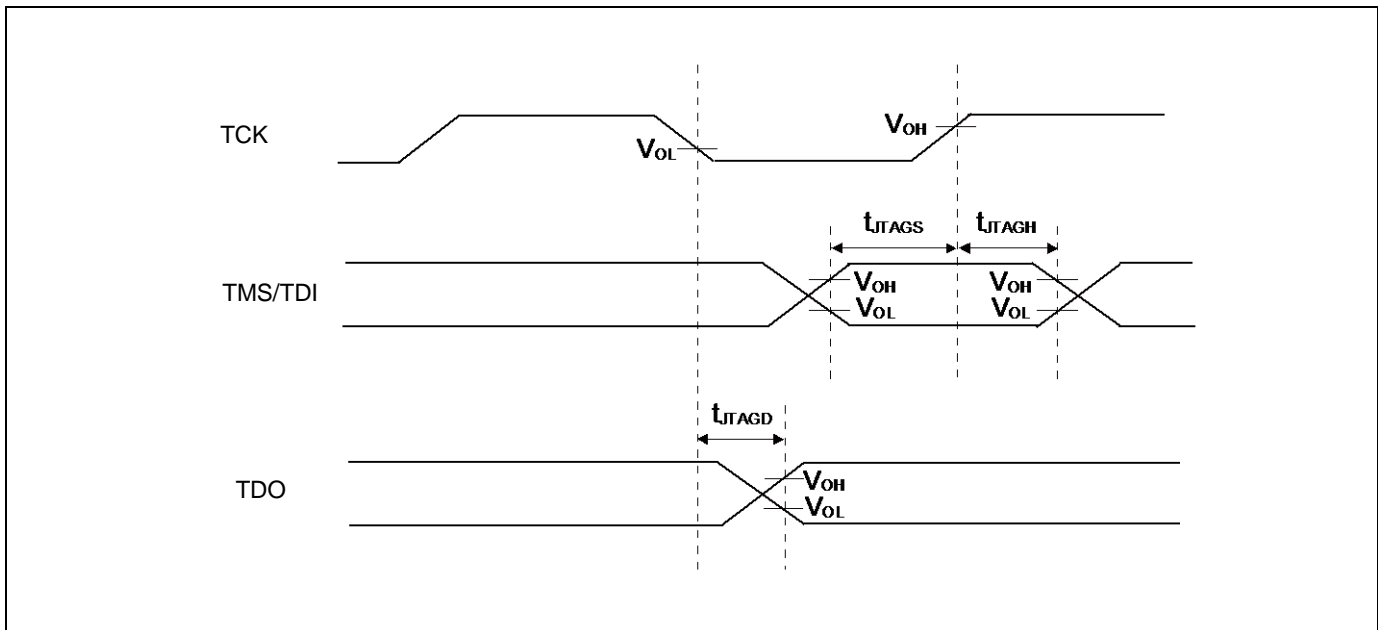 TCK
VOL
VOH
tJTAGS
tJTAGH
TMS/TDI
VOH
VOL
VOH
VOL
tJTAGD
TDO
VOH
VOL